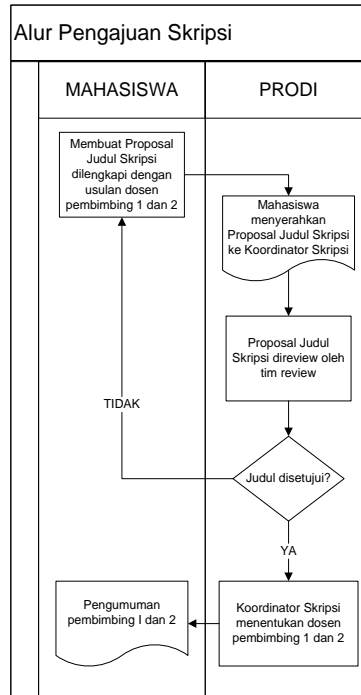 Alur Pengajuan Skripsi
MAHASISWA
PRODI
Membuat Proposal
Judul Skripsi
dilengkapi dengan
usulan dosen
pembimbing 1 dan 2
Mahasiswa
menyerahkan
Proposal Judul Skripsi
ke Koordinator Skripsi
Proposal Judul
Skripsi direview oleh
tim review
TIDAK
Judul disetujui?
YA
Pengumuman
pembimbing I dan 2
Koordinator Skripsi
menentukan dosen
pembimbing 1 dan 2